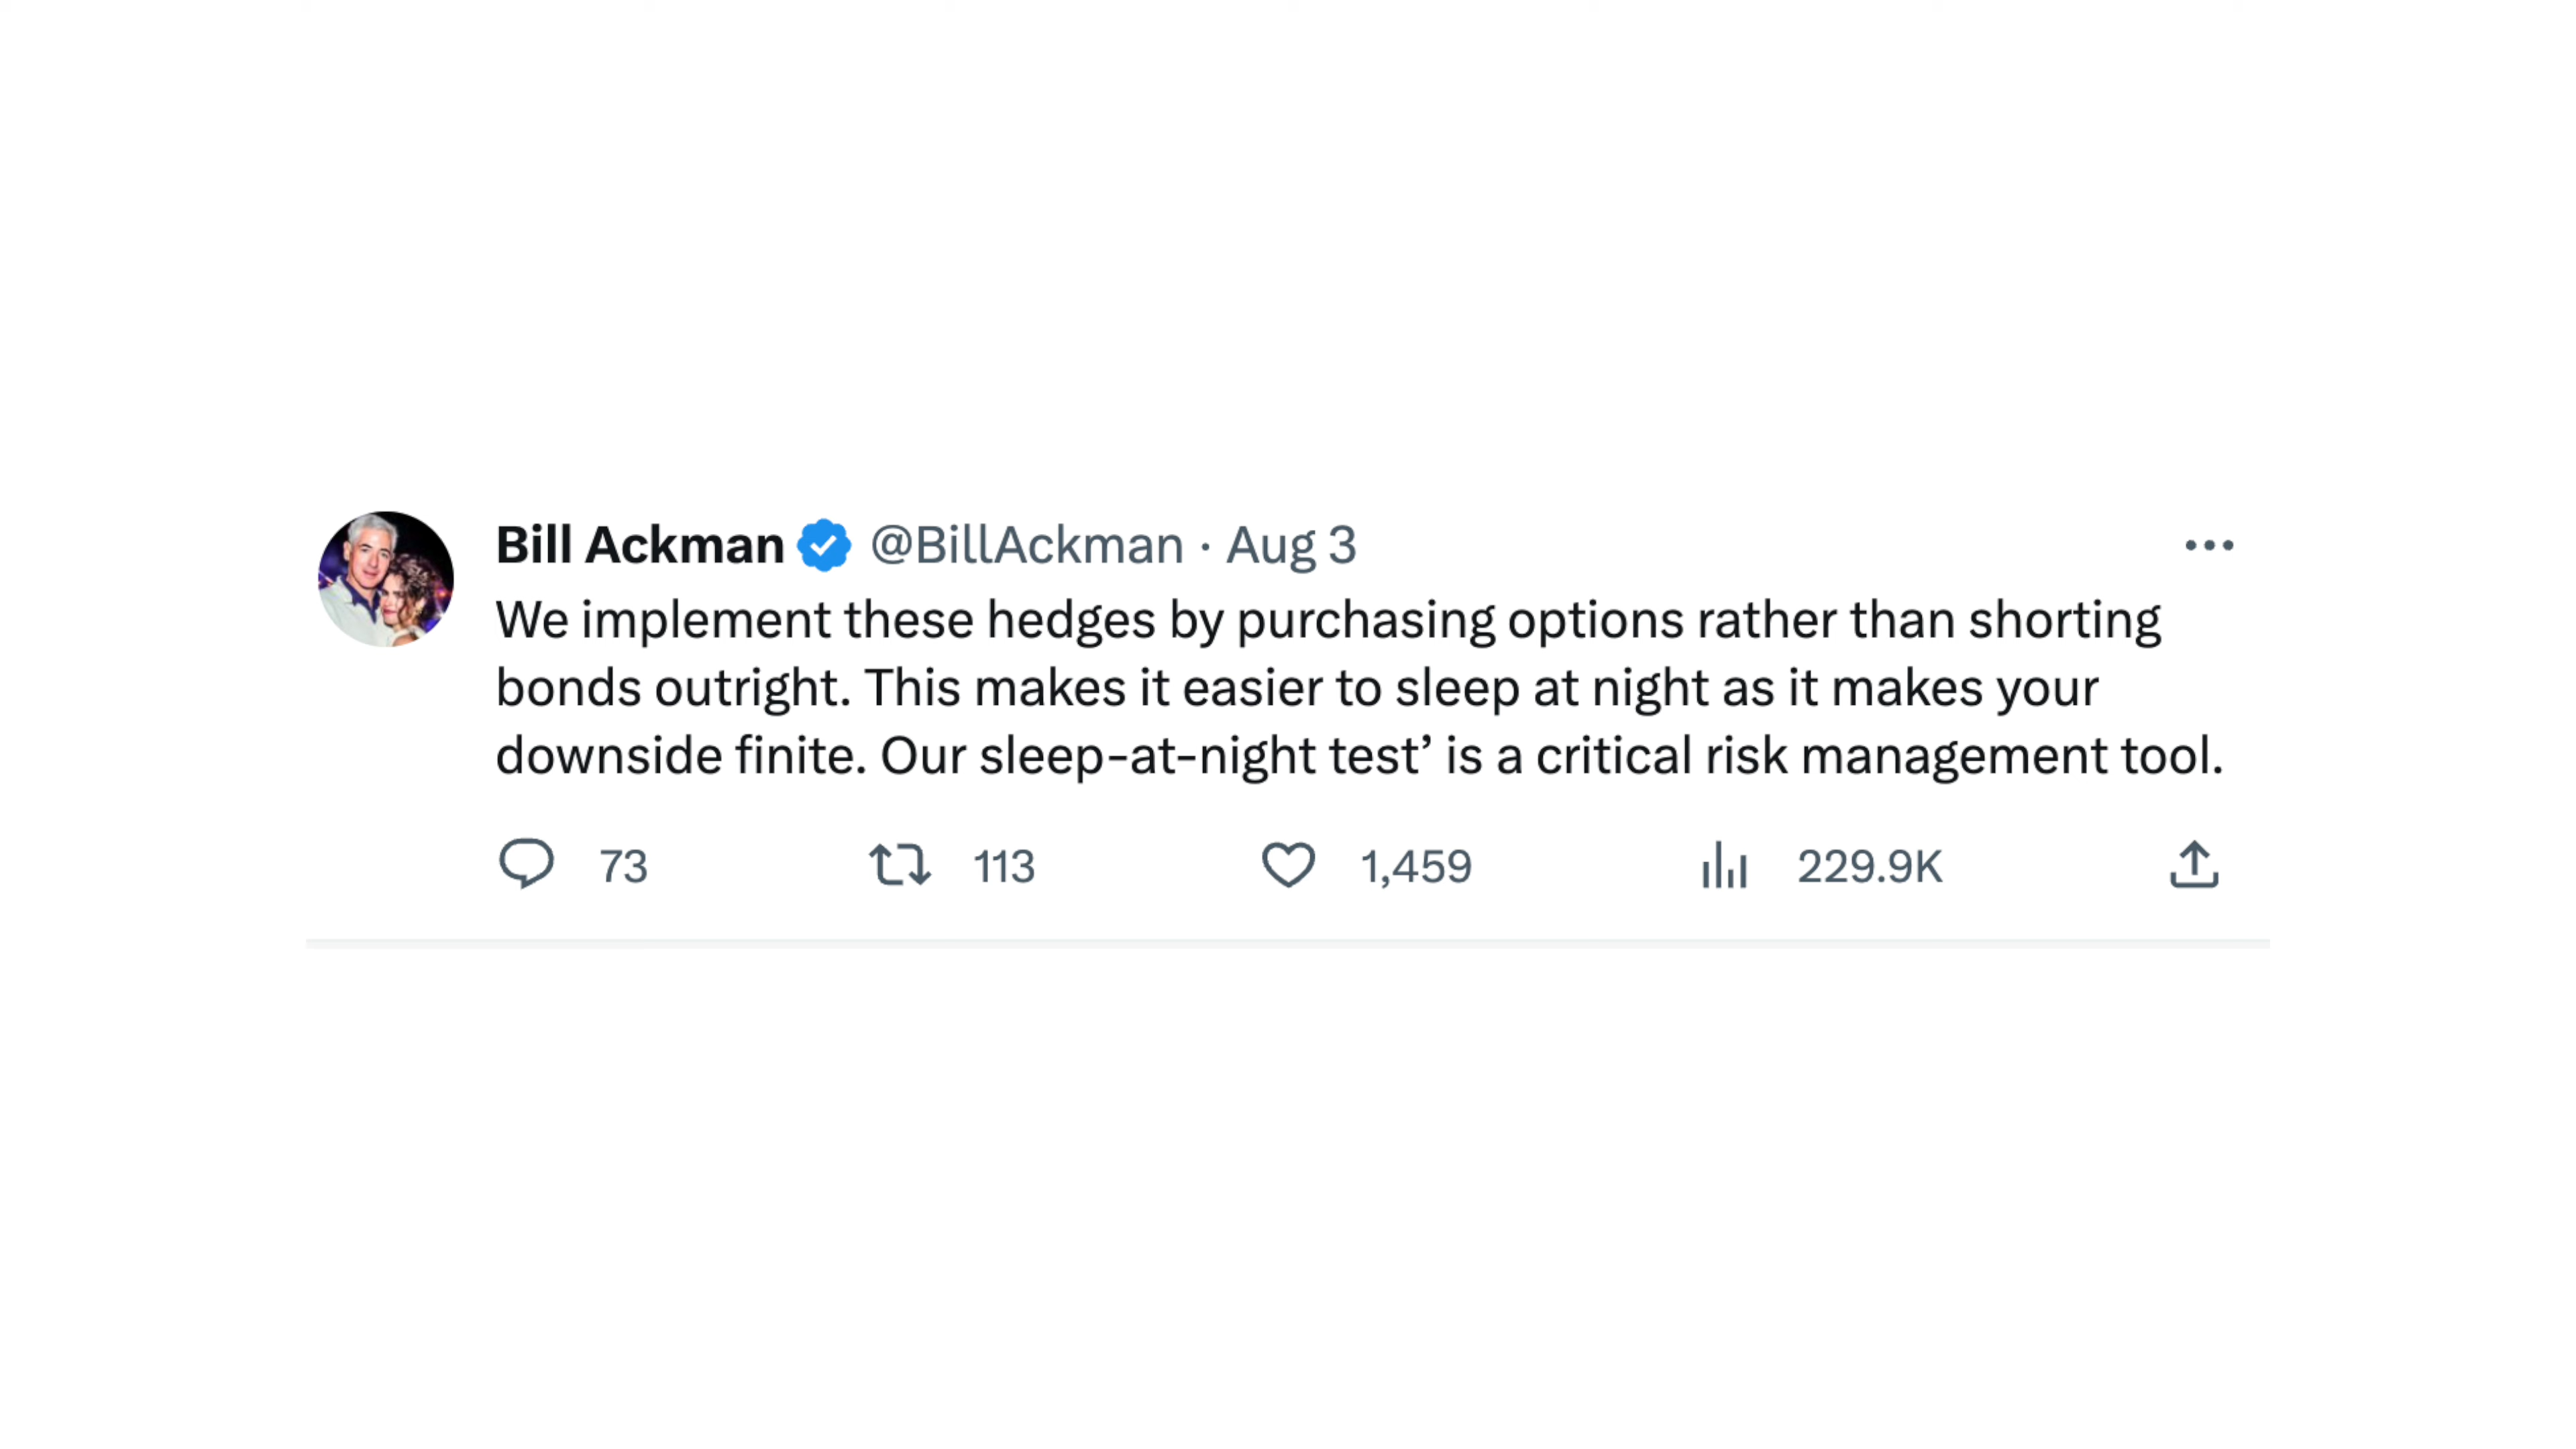 Bill Ackman @BillAckman · Aug 3
We implement these hedges by purchasing options rather than shorting
bonds outright. This makes it easier to sleep at night as it makes your
downside finite. Our sleep-at-night test’ is a critical risk management tool.
73 113 1,459 229.9K